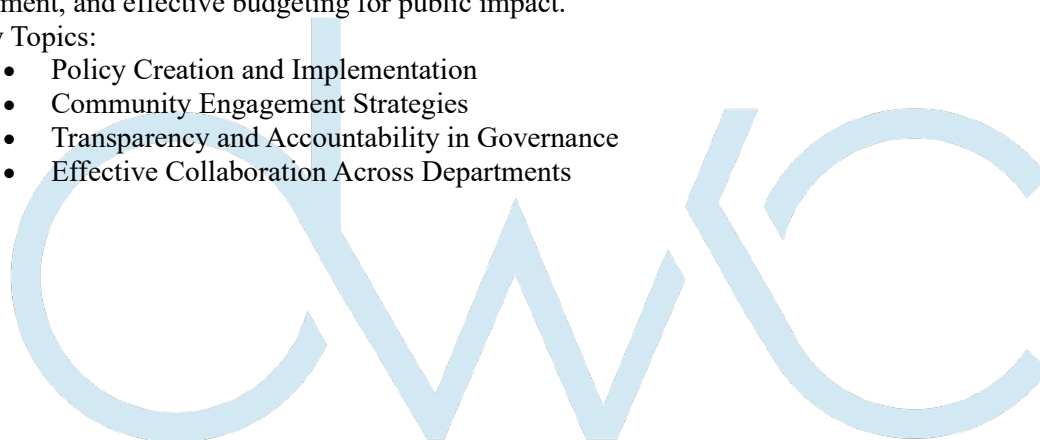 ment, and effective budgeting for public impact.
y Topics:
• Policy Creation and Implementation
• Community Engagement Strategies
• Transparency and Accountability in Governance
• Effective Collaboration Across Departments
dwc